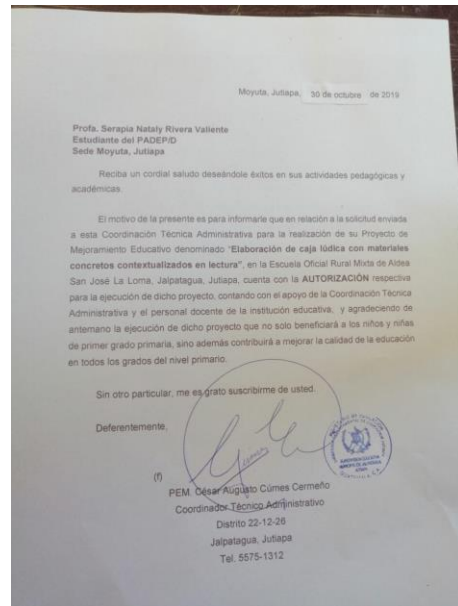 Moyuta, Jutiapa, 30 de octubre de 2019
Profa. Serapia Nataly Rivera Valiente
Estudiante del PADEP/D
Sede Moyuta, Jutiapa
Reciba un cordial saludo deseándole éxitos en sus actividades pedagógicas y
académicas.
El motivo de la presente es para informarle que en relación a la solicitud enviada
a esta Coordinación Técnica Administrativa para la realización de su Proyecto de
Mejoramiento Educativo denominado "Elaboración de caja lúdica con materiales
concretos contextualizados en lectura", en la Escuela Oficial Rural Mixta de Aldea
San José La Loma, Jalpatagua, Jutiapa, cuenta con la AUTORIZACIÓN respectiva
para la ejecución de dicho proyecto, contando con el apoyo de la Coordinación Técnica
Administrativa y el personal docente de la institución educativa, y agradeciendo de
antemano la ejecución de dicho proyecto que no solo beneficiará a los niños y niñas
de primer grado primaria, sino además contribuirá a mejorar la calidad de la educación
en todos los grados del nivel primario.
Sin otro particular, me es grato suscribirme de usted.
Deferentemente,
(f)
PEM. César Augusto Cúmes Cermeño
Coordinador Técnico Administrativo
Distrito 22-12-26
Jalpatagua, Jutiapa
Tel. 5575-1312